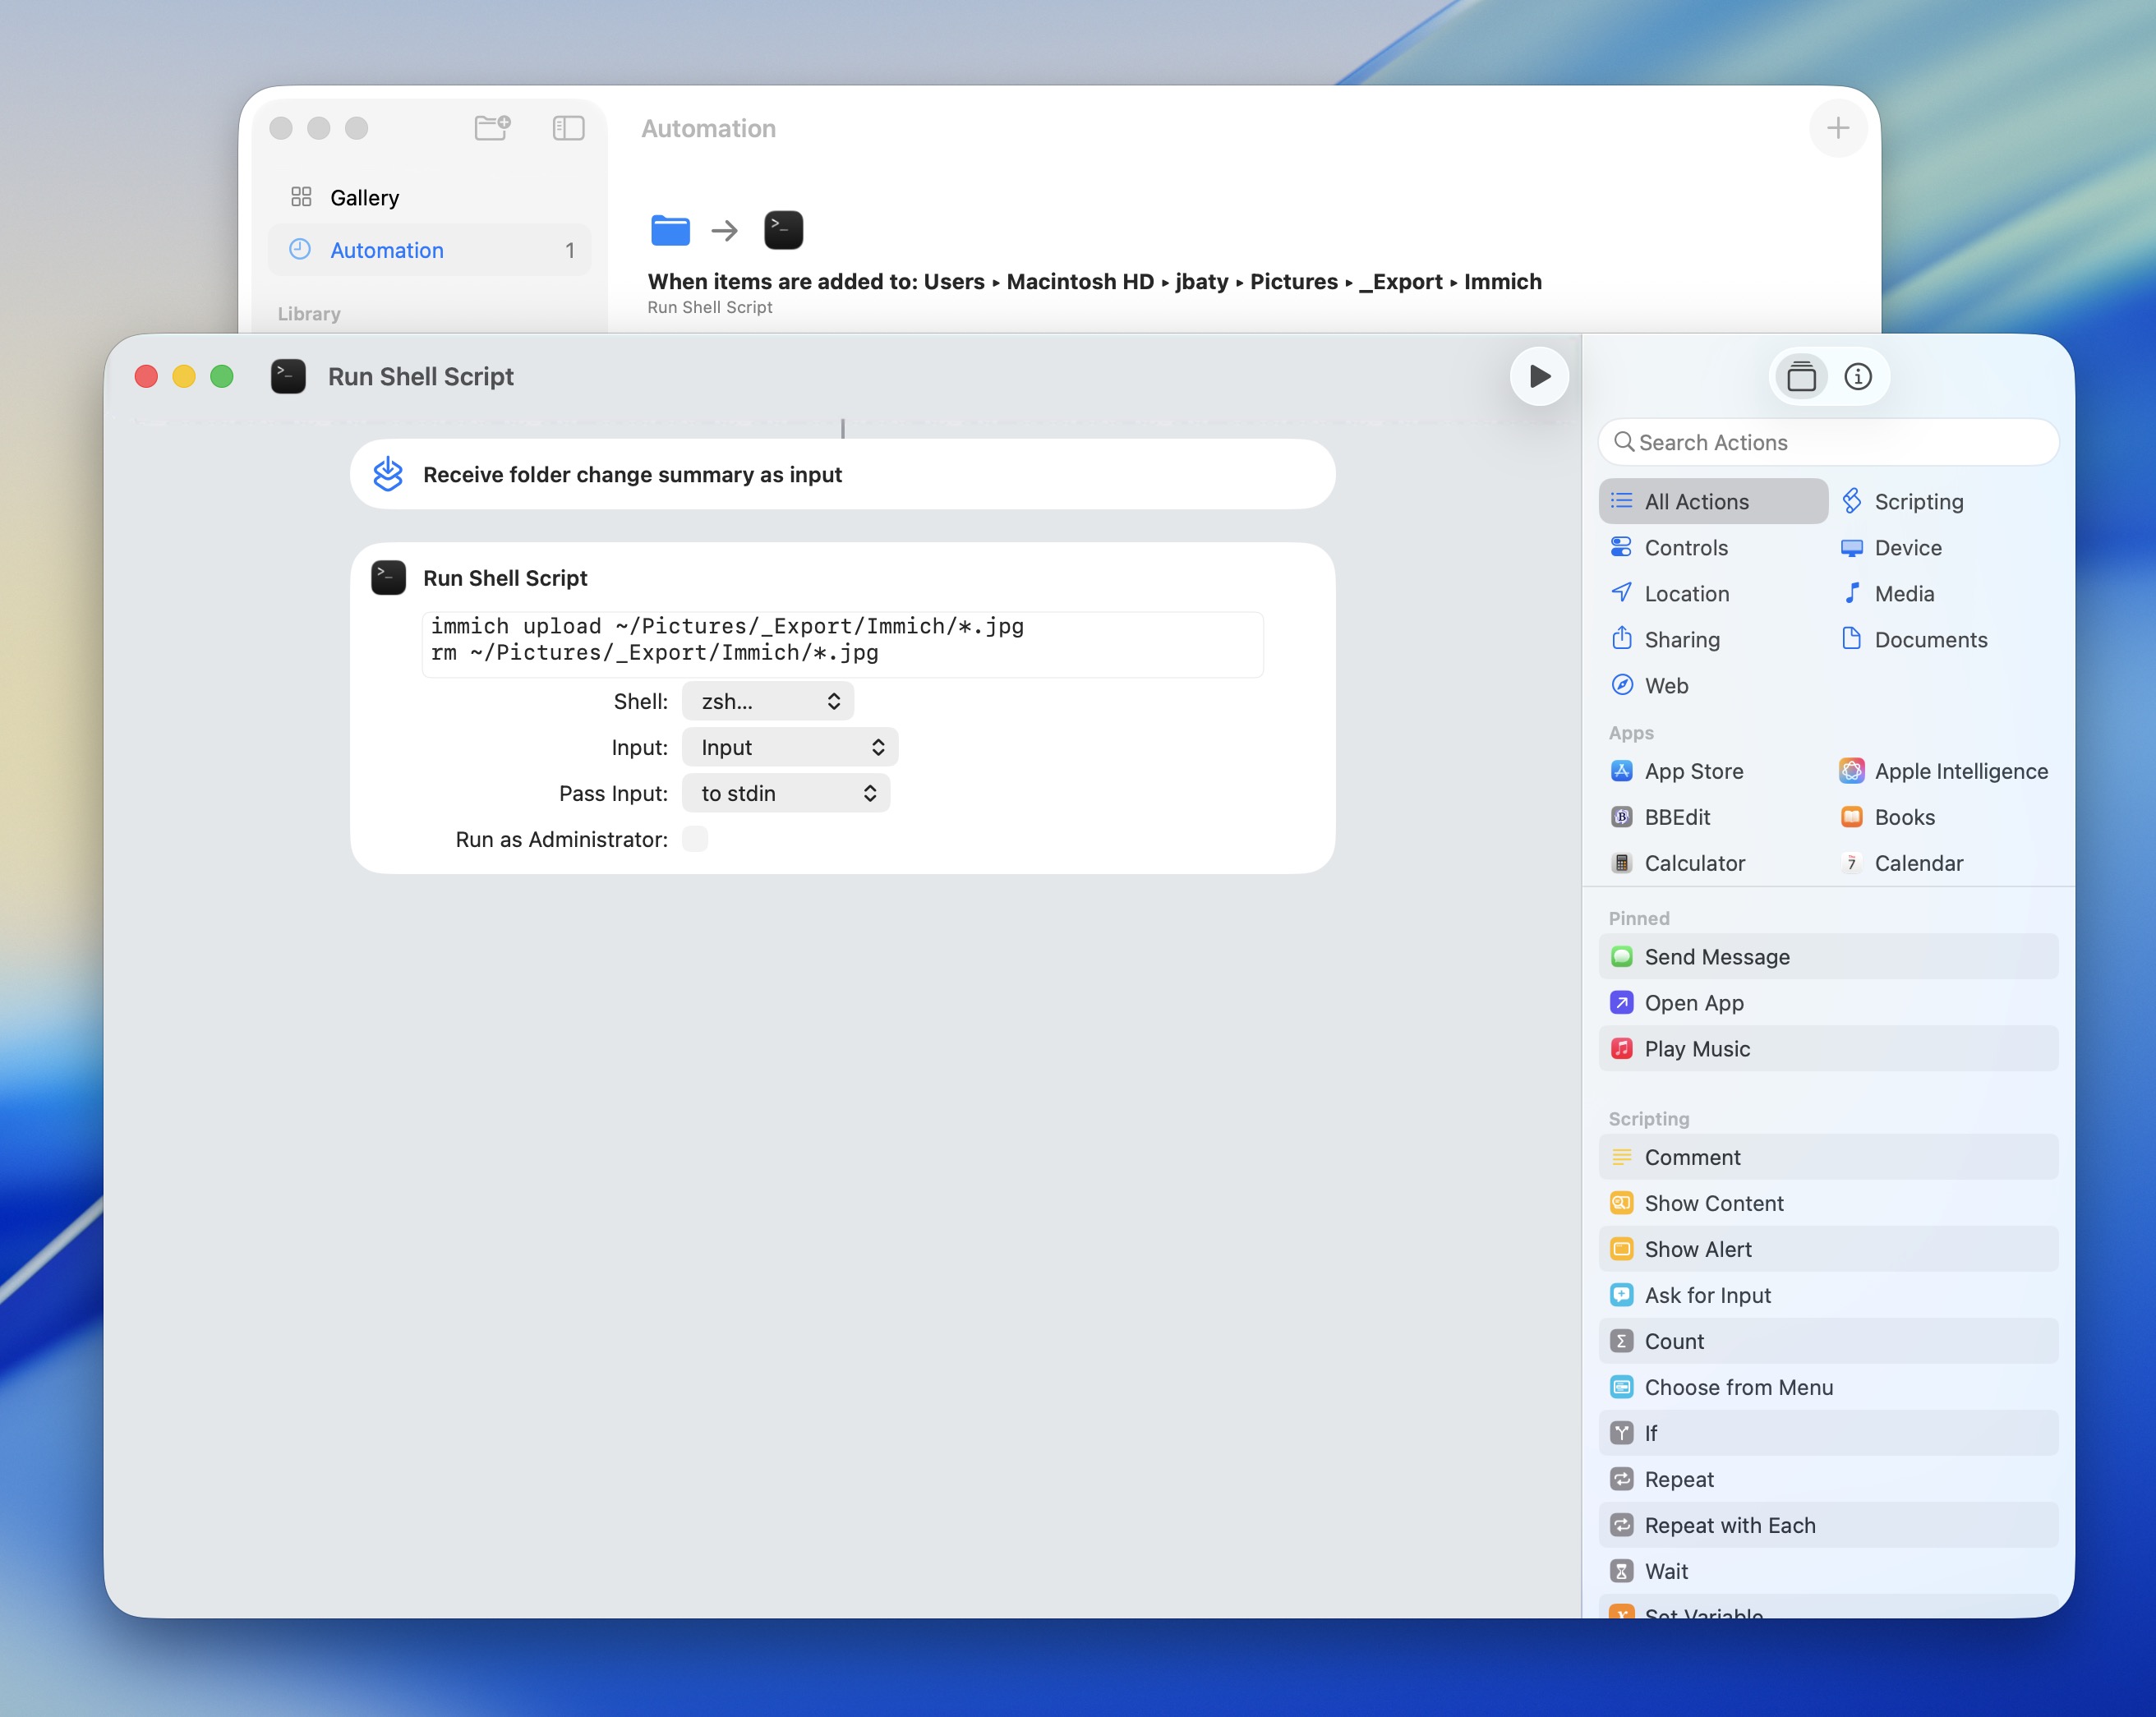 Automation
Gallery
Automation 1
Library
When items are added to: Users ▸ Macintosh HD ▸ jbaty ▸ Pictures ▸ _Export ▸ Immich
Run Shell Script
Run Shell Script
Receive folder change summary as input
Run Shell Script
immich upload ~/Pictures/_Export/Immich/*.jpg
rm ~/Pictures/_Export/Immich/*.jpg
Shell: zsh...
Input: Input
Pass Input: to stdin
Run as Administrator:
Search Actions
All Actions Scripting
Controls Device
Location Media
Sharing Documents
Web
Apps
App Store Apple Intelligence
BBEdit Books
Calculator Calendar
Pinned
Send Message
Open App
Play Music
Scripting
Comment
Show Content
Show Alert
Ask for Input
Count
Choose from Menu
If
Repeat
Repeat with Each
Wait
Set Variable